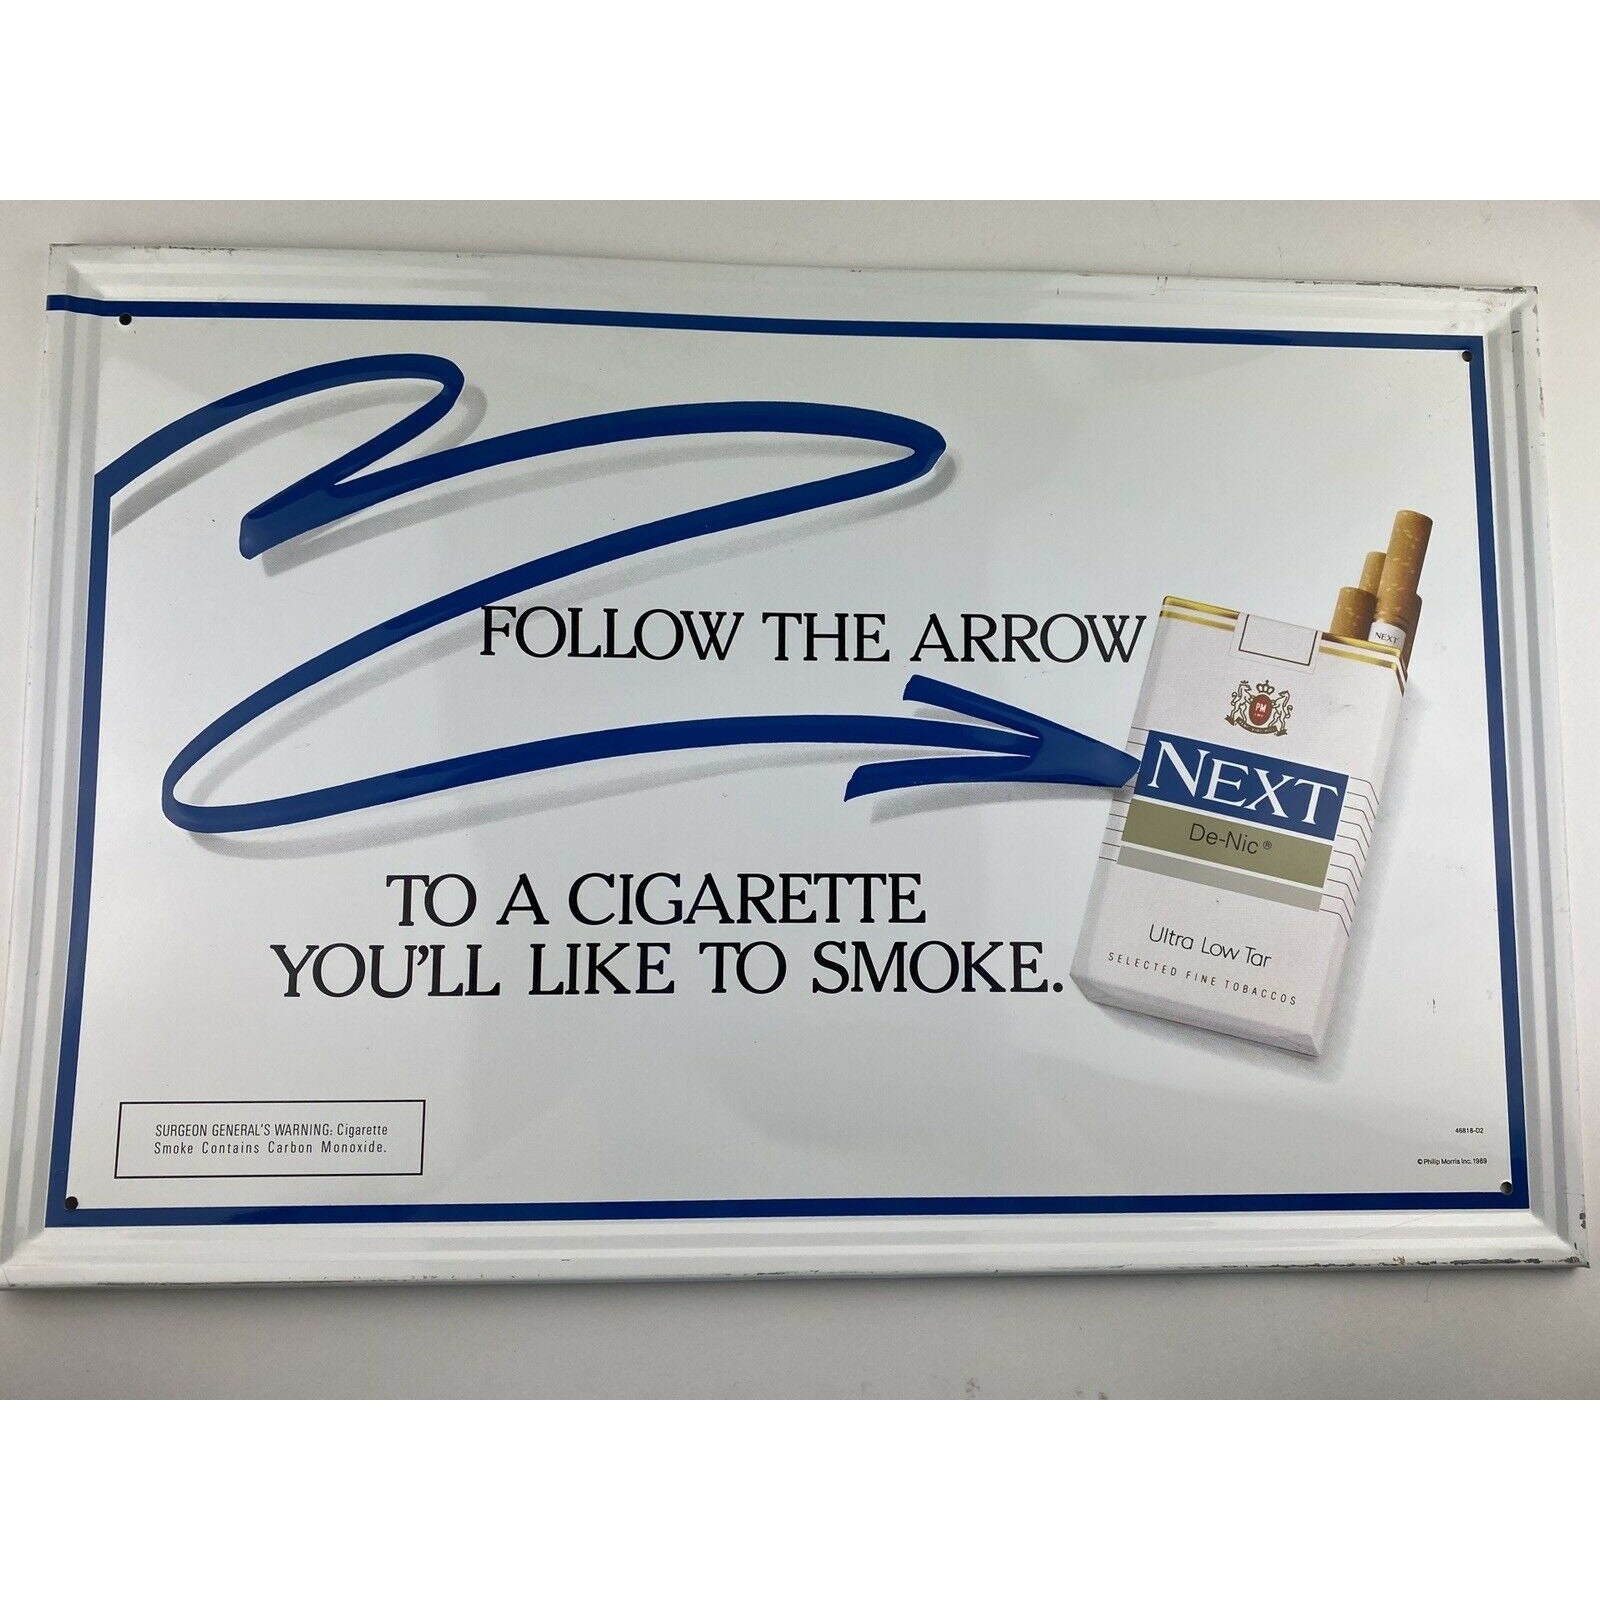 FOLLOW THE ARROW
NEXT
PM
NEXT
De-Nic®
Ultra Low Tar
SELECTED FINE TOBACCOS
TO A CIGARETTE
YOU'LL LIKE TO SMOKE.
SURGEON GENERAL'S WARNING: Cigarette
Smoke Contains Carbon Monoxide.
46818-02
© Philip Morris Inc. 1989